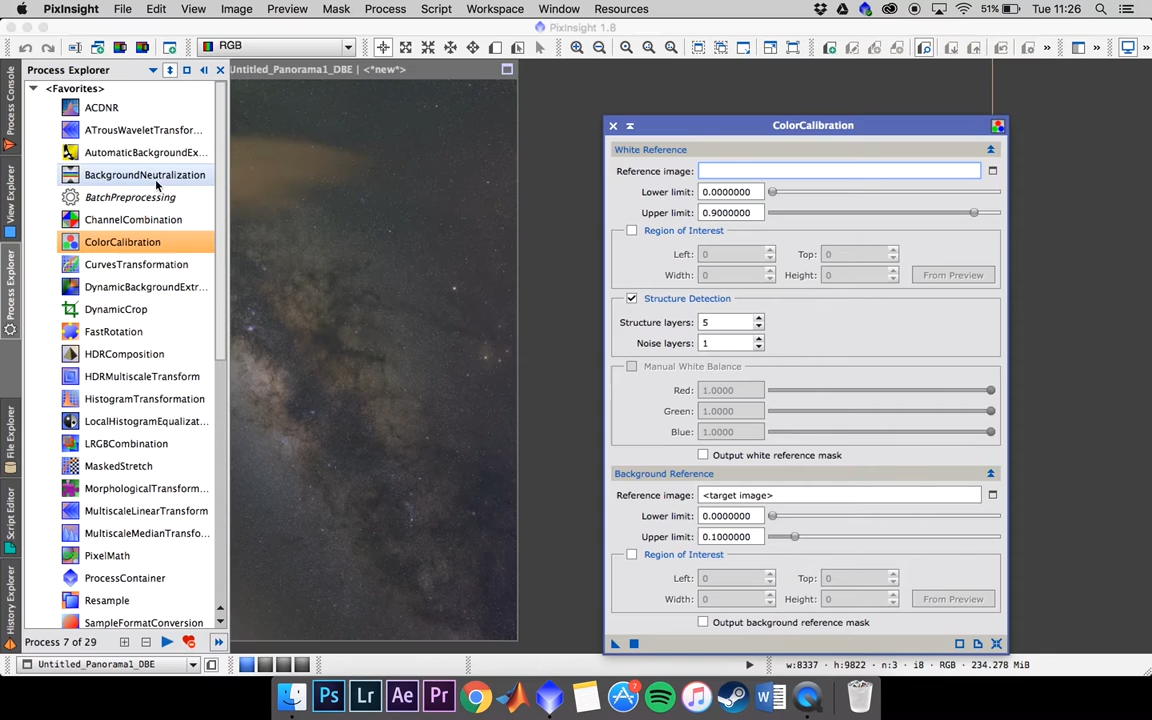 PixInsight File Edit View Image Preview Mask Process Script Workspace Window Resources 51% Tue 11:26
PixInsight 1.8
RGB
Process Explorer
Untitled_Panorama1_DBE | <*new*>
<Favorites>
ACDNR
ATrousWaveletTransfor...
AutomaticBackgroundEx...
BackgroundNeutralization
BatchPreprocessing
ChannelCombination
ColorCalibration
CurvesTransformation
DynamicBackgroundExtr...
DynamicCrop
FastRotation
HDRComposition
HDRMultiscaleTransform
HistogramTransformation
LocalHistogramEqualizat...
LRGBCombination
MaskedStretch
MorphologicalTransform...
MultiscaleLinearTransform
MultiscaleMedianTransfo...
PixelMath
ProcessContainer
Resample
SampleFormatConversion
Process 7 of 29
Process Console
View Explorer
Process Explorer
File Explorer
Script Editor
History Explorer
ColorCalibration
White Reference
Reference image:
Lower limit: 0.0000000
Upper limit: 0.9000000
Region of Interest
Left: 0 Top: 0
Width: 0 Height: 0 From Preview
Structure Detection
Structure layers: 5
Noise layers: 1
Manual White Balance
Red: 1.0000
Green: 1.0000
Blue: 1.0000
Output white reference mask
Background Reference
Reference image: <target image>
Lower limit: 0.0000000
Upper limit: 0.1000000
Region of Interest
Left: 0 Top: 0
Width: 0 Height: 0 From Preview
Output background reference mask
Untitled_Panorama1_DBE
w:8337 h:9822 n:3 i8 RGB 234.278 MiB
Ps Lr Ae Pr 7